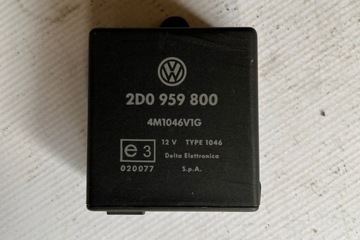 2D0 959 800
4M1046V1G
12 V TYPE 1046
e 3
Delta Elettronica
020077
S.p.A.